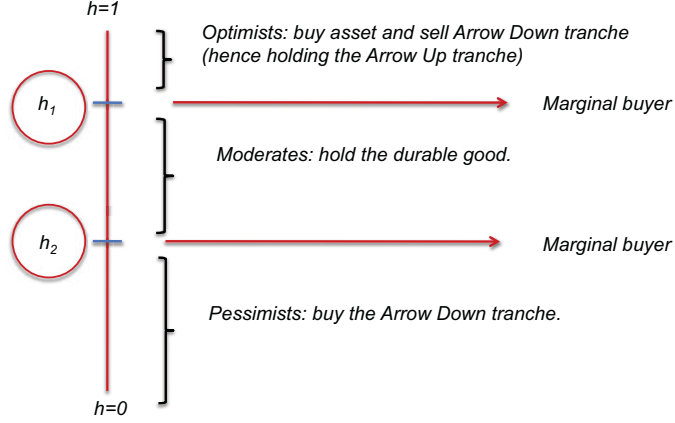 h=1
Optimists: buy asset and sell Arrow Down tranche
(hence holding the Arrow Up tranche)
h1
Marginal buyer
Moderates: hold the durable good.
h2
Marginal buyer
Pessimists: buy the Arrow Down tranche.
h=0